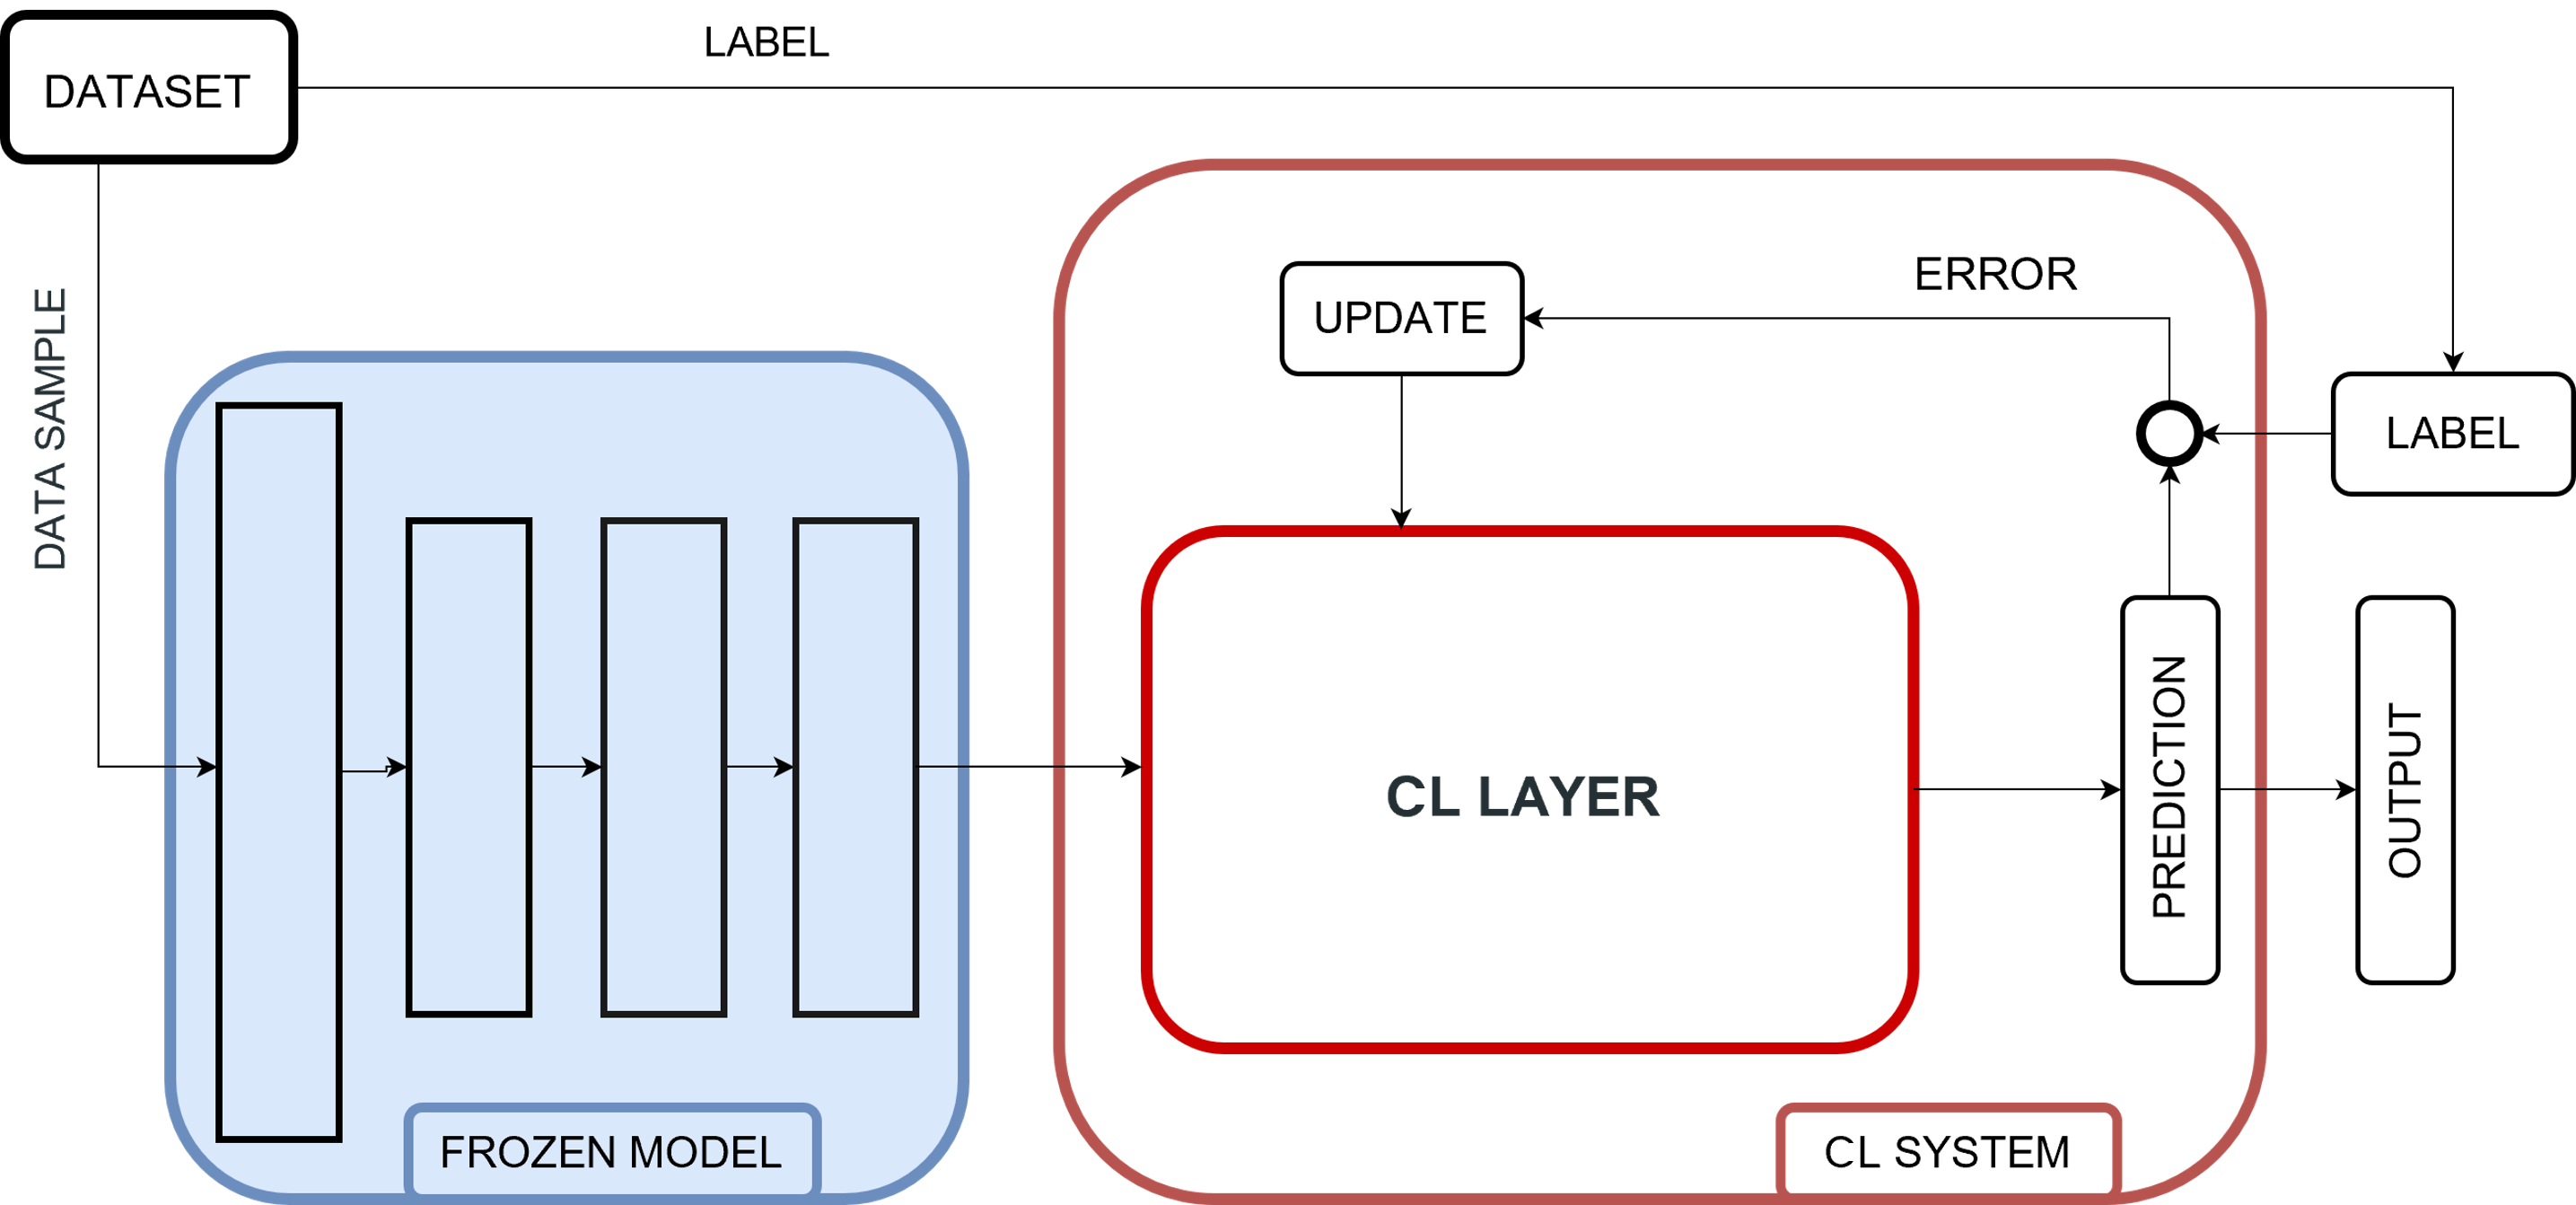 LABEL
DATASET
DATA SAMPLE
ERROR
UPDATE
LABEL
CL LAYER
PREDICTION
OUTPUT
FROZEN MODEL
CL SYSTEM